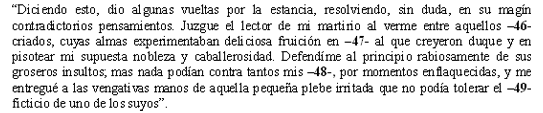 “Diciendo esto, dio algunas vueltas por la estancia, resolviendo, sin duda, en su magín
contradictorios pensamientos. Juzgue el lector de mi martirio al verme entre aquellos –46-
criados, cuyas almas experimentaban deliciosa fruición en –47- al que creyeron duque y en
pisotear mi supuesta nobleza y caballerosidad. Defendíme al principio rabiosamente de sus
groseros insultos; mas nada podían contra tantos mis –48-, por momentos enflaquecidas, y me
entregué a las vengativas manos de aquella pequeña plebe irritada que no podía tolerar el –49-
ficticio de uno de los suyos”.